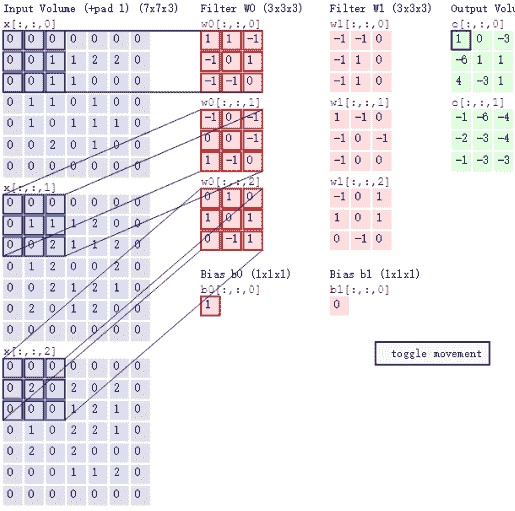 Input Volume (+pad 1) (7x7x3)
x[:,:,0]
0 0 0 0 0 0 0
0 0 1 1 2 2 0
0 0 1 1 0 0 0
0 1 1 0 1 0 0
0 1 0 1 1 1 0
0 0 2 0 1 0 0
0 0 0 0 0 0 0
x[:,:,1]
0 0 0 0 0 0 0
0 1 1 1 2 0 0
0 0 2 1 1 2 0
0 1 2 0 0 1 0
0 0 2 1 2 1 0
0 2 0 1 2 0 0
0 0 0 0 0 0 0
x[:,:,2]
0 0 0 0 0 0 0
0 2 0 2 0 2 0
0 0 0 1 2 1 0
0 1 0 2 2 1 0
0 2 0 2 0 0 0
0 0 0 1 1 2 0
0 0 0 0 0 0 0
Filter W0 (3x3x3)
w0[:,:,0]
1 1 -1
-1 0 1
-1 -1 0
w0[:,:,1]
-1 0 -1
0 0 -1
1 -1 0
w0[:,:,2]
0 1 0
1 0 1
0 -1 1
Bias b0 (1x1x1)
b0[:,:,0]
1
Filter W1 (3x3x3)
w1[:,:,0]
-1 -1 0
-1 1 0
-1 1 0
w1[:,:,1]
1 -1 0
-1 0 -1
-1 0 0
w1[:,:,2]
-1 0 1
1 0 1
0 -1 0
Bias b1 (1x1x1)
b1[:,:,0]
0
Output Volu
o[:,:,0]
1 0 -3
-6 1 1
4 -3 1
o[:,:,1]
-1 -6 -4
-2 -3 -4
-1 -3 -3
toggle movement